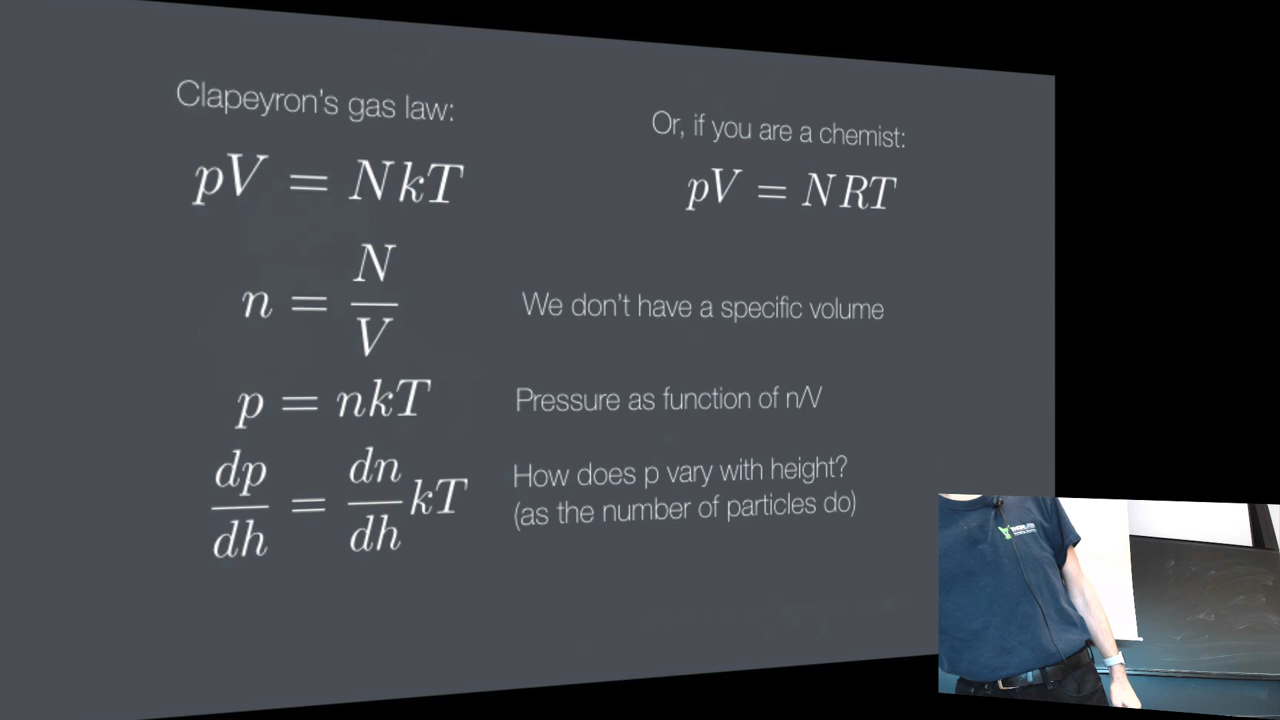 Clapeyron's gas law:
pV = NkT
Or, if you are a chemist:
pV = NRT
n = N/V
We don't have a specific volume
p = nkT
Pressure as function of n/V
dp/dh = dn/dh kT
How does p vary with height?
(as the number of particles do)